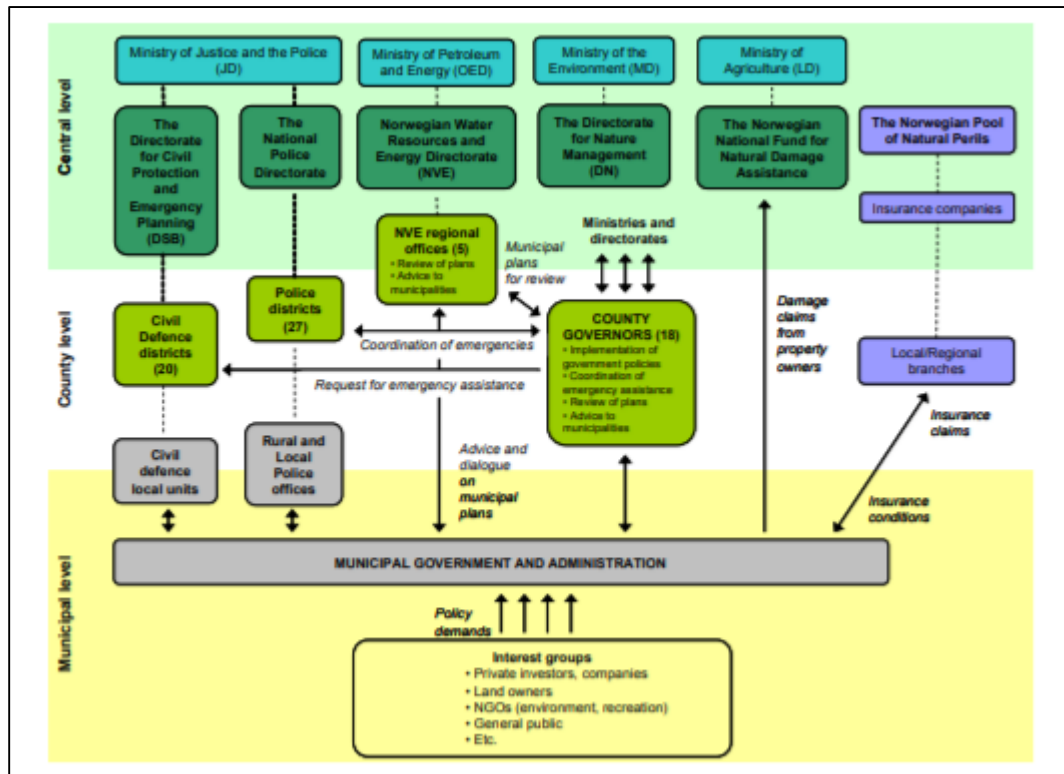 Central level
County level
Municipal level
Ministry of Justice and the Police
(JD)
Ministry of Petroleum
and Energy (OED)
Ministry of the
Environment (MD)
Ministry of
Agriculture (LD)
The
Directorate
for Civil
Protection
and
Emergency
Planning
(DSB)
The
National
Police
Directorate
Norwegian Water
Resources and
Energy Directorate
(NVE)
The Directorate
for Nature
Management
(DN)
The Norwegian
National Fund for
Natural Damage
Assistance
The Norwegian Pool
of Natural Perils
Insurance companies
NVE regional
offices (5)
• Review of plans
• Advice to
municipalities
Municipal
plans
for review
Ministries and
directorates
Police
districts
(27)
Civil
Defence
districts
(20)
Coordination of emergencies
Request for emergency assistance
COUNTY
GOVERNORS (18)
• Implementation of
government policies
• Coordination of
emergency assistance
• Review of plans
• Advice to
municipalities
Damage
claims
from
property
owners
Local/Regional
branches
Insurance
claims
Insurance
conditions
Civil
defence
local units
Rural and
Local
Police
offices
Advice and
dialogue
on
municipal
plans
MUNICIPAL GOVERNMENT AND ADMINISTRATION
Policy
demands
Interest groups
• Private investors, companies
• Land owners
• NGOs (environment, recreation)
• General public
• Etc.